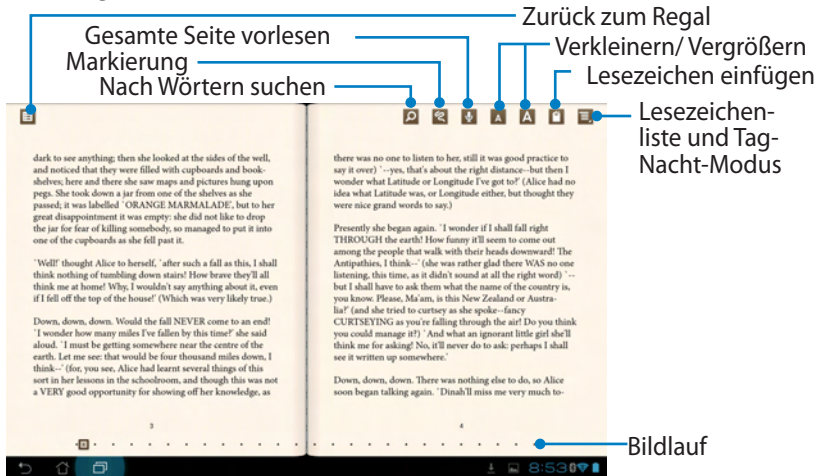 Zurück zum Regal
Gesamte Seite vorlesen
Verkleinern/ Vergrößern
Markierung
Lesezeichen einfügen
Nach Wörtern suchen
Lesezeichen-
liste und Tag-
Nacht-Modus
A
A
dark to see anything; then she looked at the sides of the well,
and noticed that they were filled with cupboards and book-
shelves; here and there she saw maps and pictures hung upon
pegs. She took down a jar from one of the shelves as she
passed; it was labelled `ORANGE MARMALADE', but to her
great disappointment it was empty: she did not like to drop
the jar for fear of killing somebody, so managed to put it into
one of the cupboards as she fell past it.
`Well!' thought Alice to herself, `after such a fall as this, I shall
think nothing of tumbling down stairs! How brave they'll all
think me at home! Why, I wouldn't say anything about it, even
if I fell off the top of the house!' (Which was very likely true.)
Down, down, down. Would the fall NEVER come to an end!
`I wonder how many miles I've fallen by this time?' she said
aloud. `I must be getting somewhere near the centre of the
earth. Let me see: that would be four thousand miles down, I
think--' (for, you see, Alice had learnt several things of this
sort in her lessons in the schoolroom, and though this was not
a VERY good opportunity for showing off her knowledge, as
3
there was no one to listen to her, still it was good practice to
say it over) `--yes, that's about the right distance--but then I
wonder what Latitude or Longitude I've got to?' (Alice had no
idea what Latitude was, or Longitude either, but thought they
were nice grand words to say.)
Presently she began again. `I wonder if I shall fall right
THROUGH the earth! How funny it'll seem to come out
among the people that walk with their heads downward! The
Antipathies, I think--' (she was rather glad there WAS no one
listening, this time, as it didn't sound at all the right word) `--
but I shall have to ask them what the name of the country is,
you know. Please, Ma'am, is this New Zealand or Austra-
lia?' (and she tried to curtsey as she spoke--fancy
CURTSEYING as you're falling through the air! Do you think
you could manage it?) `And what an ignorant little girl she'll
think me for asking! No, it'll never do to ask: perhaps I shall
see it written up somewhere.'
Down, down, down. There was nothing else to do, so Alice
soon began talking again. `Dinah'll miss me very much to-
4
Bildlauf
8:53